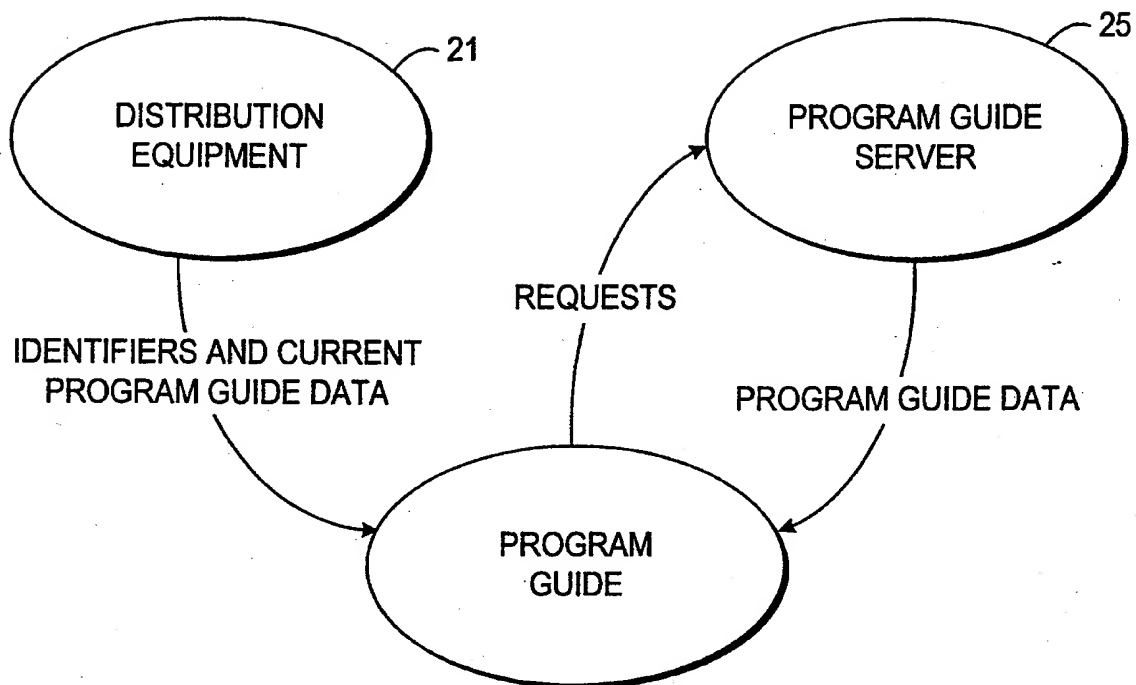 21
DISTRIBUTION
EQUIPMENT
25
PROGRAM GUIDE
SERVER
REQUESTS
IDENTIFIERS AND CURRENT
PROGRAM GUIDE DATA
PROGRAM GUIDE DATA
PROGRAM
GUIDE